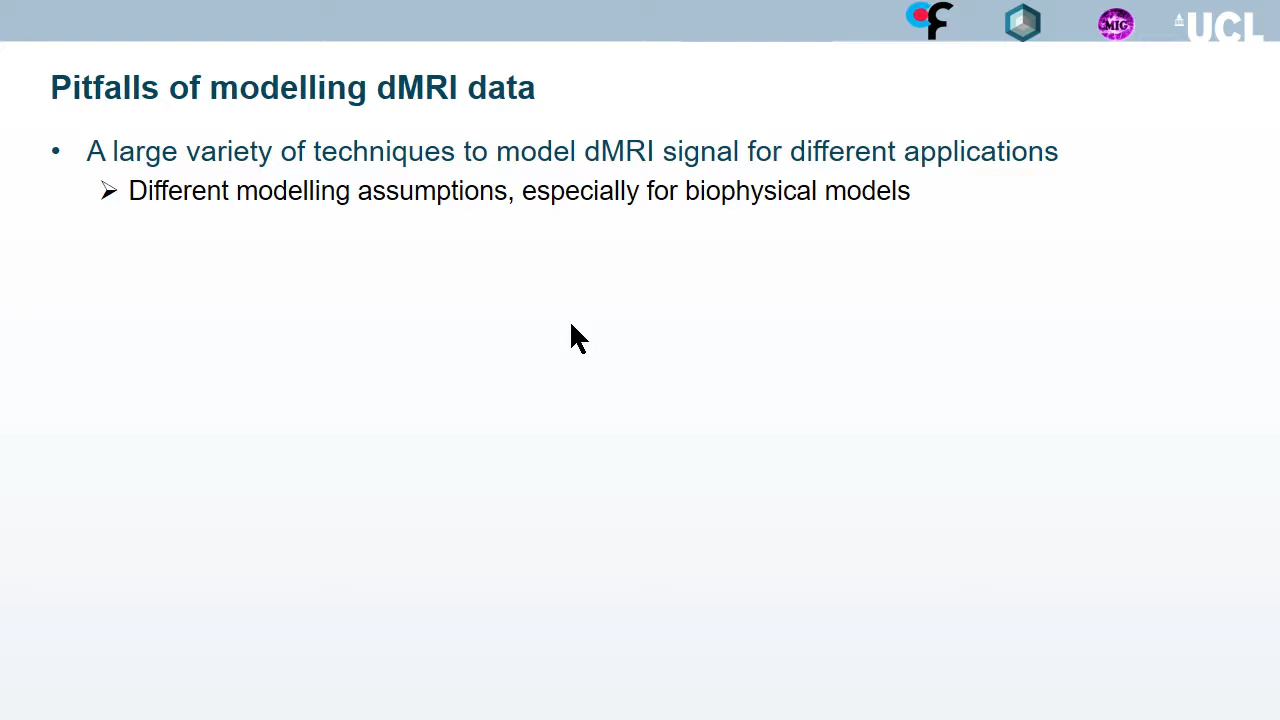 MIG
UCL
Pitfalls of modelling dMRI data
• A large variety of techniques to model dMRI signal for different applications
➢ Different modelling assumptions, especially for biophysical models